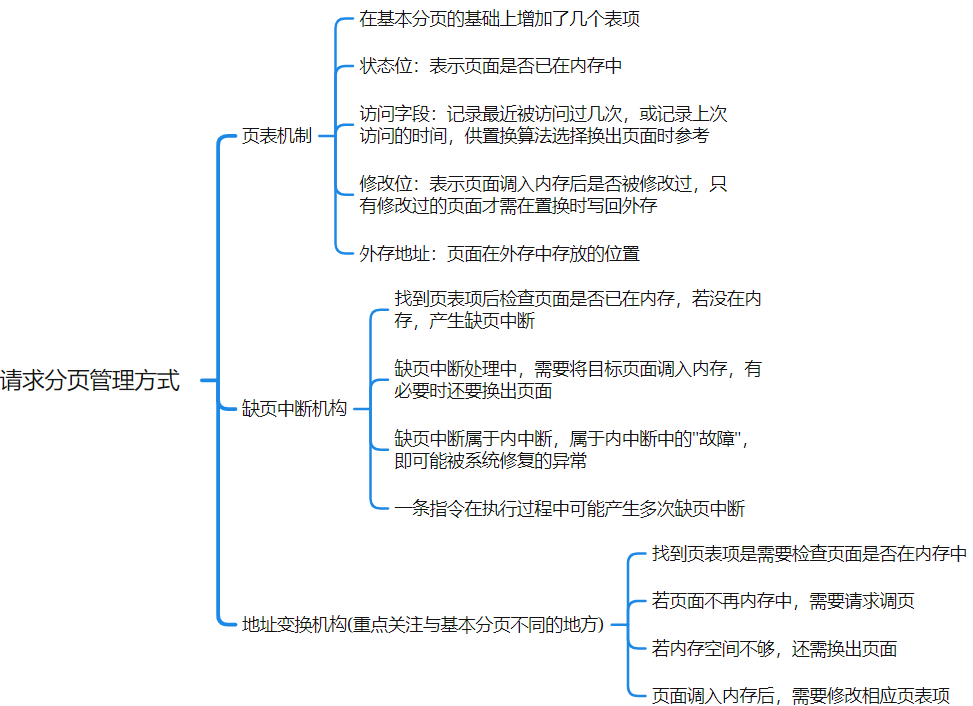 请求分页管理方式
页表机制
在基本分页的基础上增加了几个表项
状态位：表示页面是否已在内存中
访问字段：记录最近被访问过几次，或记录上次
访问的时间，供置换算法选择换出页面时参考
修改位：表示页面调入内存后是否被修改过，只
有修改过的页面才需在置换时写回外存
外存地址：页面在外存中存放的位置
缺页中断机构
找到页表项后检查页面是否已在内存，若没在内
存，产生缺页中断
缺页中断处理中，需要将目标页面调入内存，有
必要时还要换出页面
缺页中断属于内中断，属于内中断中的"故障"，
即可能被系统修复的异常
一条指令在执行过程中可能产生多次缺页中断
地址变换机构(重点关注与基本分页不同的地方)
找到页表项是需要检查页面是否在内存中
若页面不再内存中，需要请求调页
若内存空间不够，还需换出页面
页面调入内存后，需要修改相应页表项